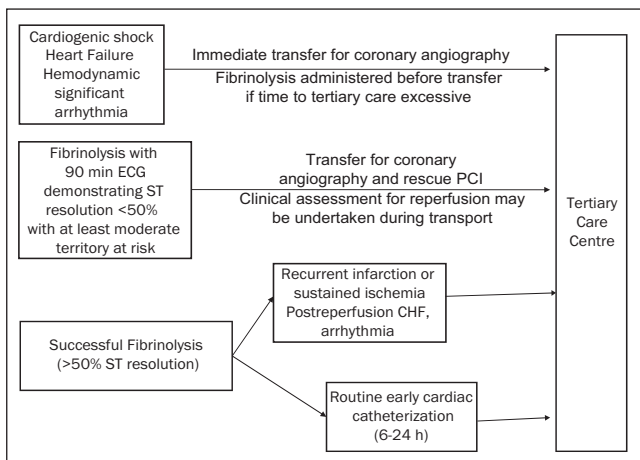 Cardiogenic shock
Heart Failure
Hemodynamic
significant
arrhythmia
Immediate transfer for coronary angiography
Fibrinolysis administered before transfer
if time to tertiary care excessive
Fibrinolysis with
90 min ECG
demonstrating ST
resolution <50%
with at least moderate
territory at risk
Transfer for coronary
angiography and rescue PCI
Clinical assessment for reperfusion may
be undertaken during transport
Tertiary
Care
Centre
Recurrent infarction or
sustained ischemia
Postreperfusion CHF,
arrhythmia
Successful Fibrinolysis
(>50% ST resolution)
Routine early cardiac
catheterization
(6-24 h)